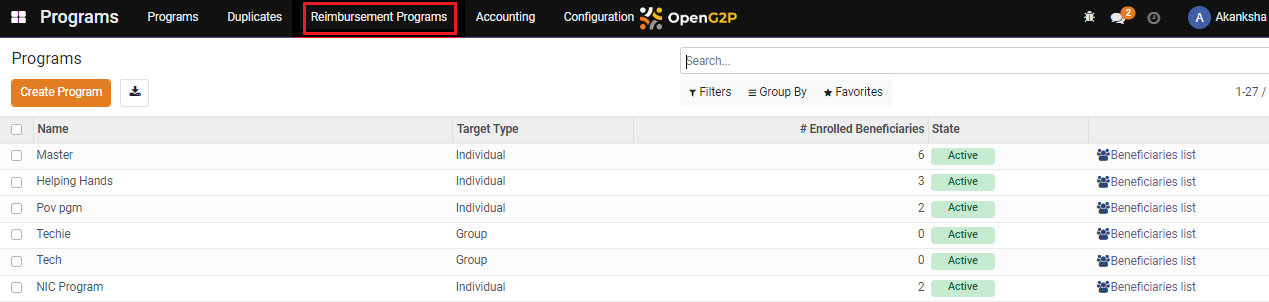 Programs Programs Duplicates Reimbursement Programs Accounting Configuration OpenG2P 2 A Akanksha
Programs
Search...
Create Program
Filters Group By Favorites 1-27 /
Name Target Type # Enrolled Beneficiaries State
Master Individual 6 Active Beneficiaries list
Helping Hands Individual 3 Active Beneficiaries list
Pov pgm Individual 2 Active Beneficiaries list
Techie Group 0 Active Beneficiaries list
Tech Group 0 Active Beneficiaries list
NIC Program Individual 2 Active Beneficiaries list